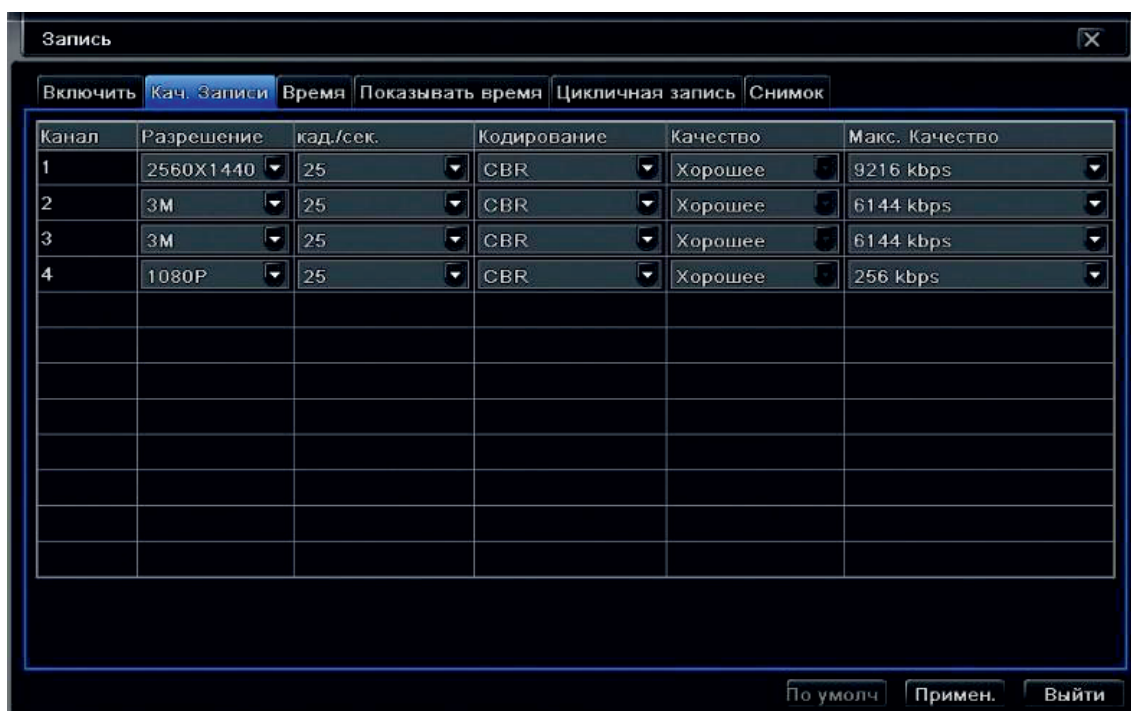 Запись
Включить Кач. Записи Время Показывать время Цикличная запись Снимок
Канал Разрешение кад./сек. Кодирование Качество Макс. Качество
1 2560X1440 25 CBR Хорошее 9216 kbps
2 3M 25 CBR Хорошее 6144 kbps
3 3M 25 CBR Хорошее 6144 kbps
4 1080P 25 CBR Хорошее 256 kbps
По умолч Примен. Выйти